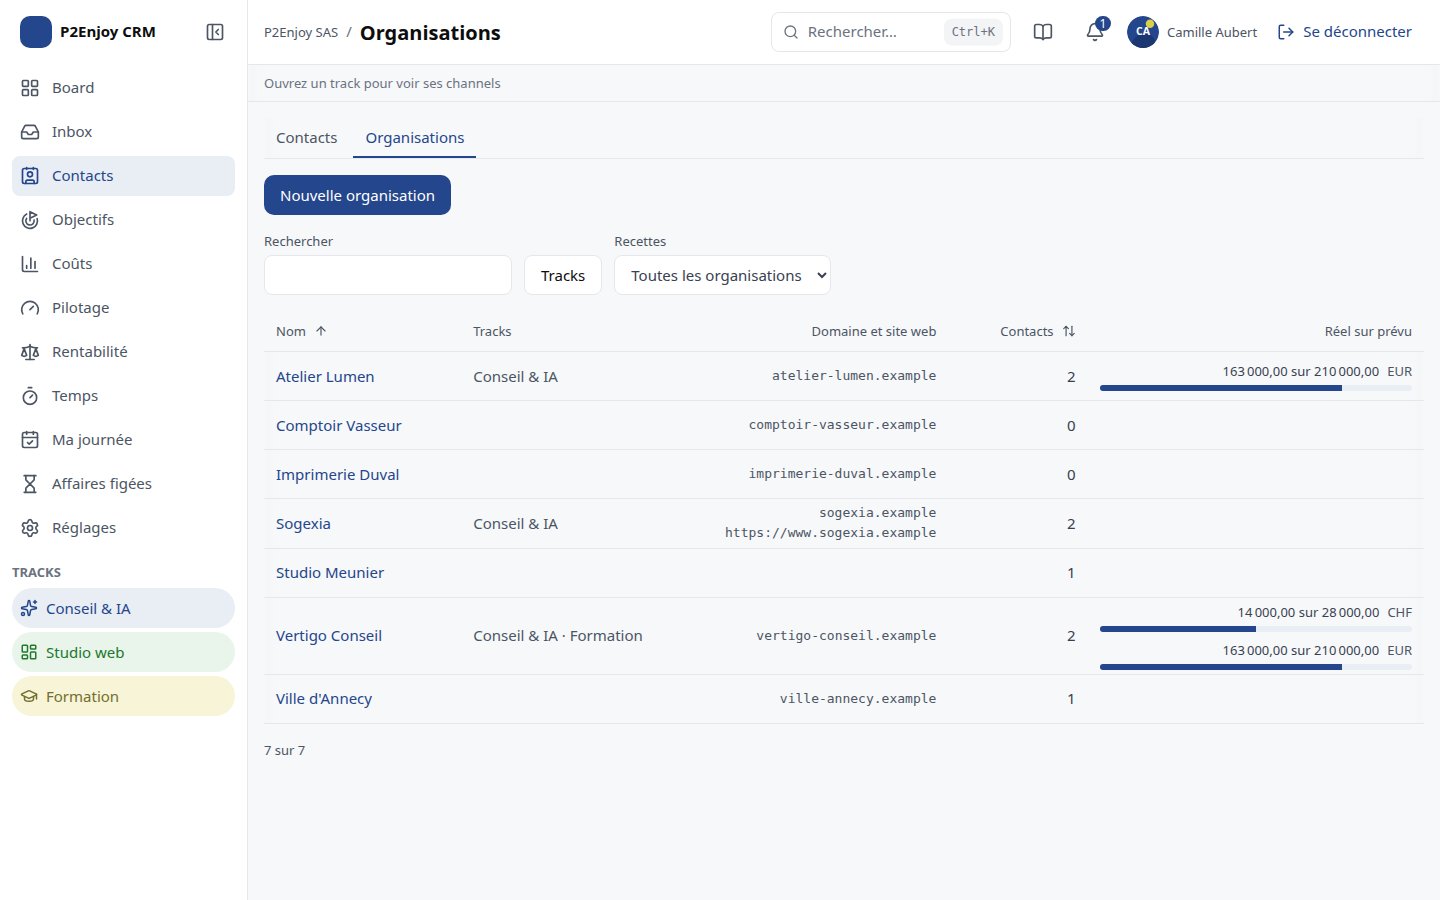 P2Enjoy CRM
Board
Inbox
Contacts
Objectifs
Coûts
Pilotage
Rentabilité
Temps
Ma journée
Affaires figées
Réglages
TRACKS
Conseil & IA
Studio web
Formation
P2Enjoy SAS / Organisations
Rechercher... Ctrl+K
1
CA Camille Aubert
Se déconnecter
Ouvrez un track pour voir ses channels
Contacts Organisations
Nouvelle organisation
Rechercher Recettes
Tracks Toutes les organisations
Nom Tracks Domaine et site web Contacts Réel sur prévu
Atelier Lumen Conseil & IA atelier-lumen.example 2 163 000,00 sur 210 000,00 EUR
Comptoir Vasseur comptoir-vasseur.example 0
Imprimerie Duval imprimerie-duval.example 0
Sogexia Conseil & IA sogexia.example 2
https://www.sogexia.example
Studio Meunier 1
Vertigo Conseil Conseil & IA · Formation vertigo-conseil.example 2 14 000,00 sur 28 000,00 CHF
163 000,00 sur 210 000,00 EUR
Ville d'Annecy ville-annecy.example 1
7 sur 7